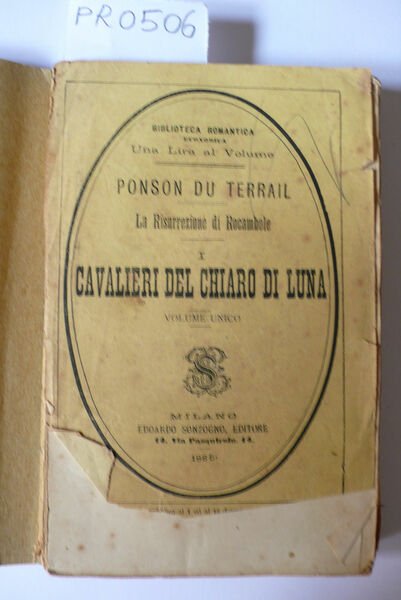 PR0506
BIBLIOTECA ROMANTICA
ECONOMICA
Una Lira al Volume
PONSON DU TERRAIL
La Risurrezione di Rocambole
I
CAVALIERI DEL CHIARO DI LUNA
VOLUME UNICO
MILANO
EDOARDO SONZOGNO, EDITORE
14, Via Pasquirolo, 14.